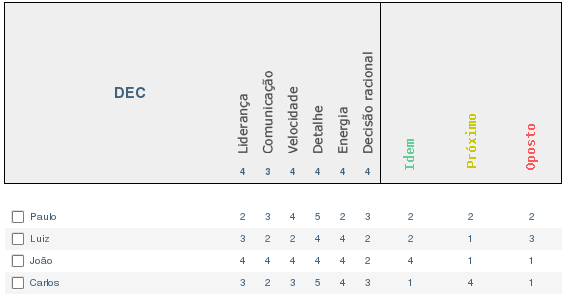 DEC
Liderança Comunicação Velocidade Detalhe Energia Decisão racional Idem Próximo Oposto
4 3 4 4 4 4
Paulo 2 3 4 5 2 3 2 2 2
Luiz 3 2 2 4 4 2 2 1 3
João 4 4 4 4 4 2 4 1 1
Carlos 3 2 3 5 4 3 1 4 1